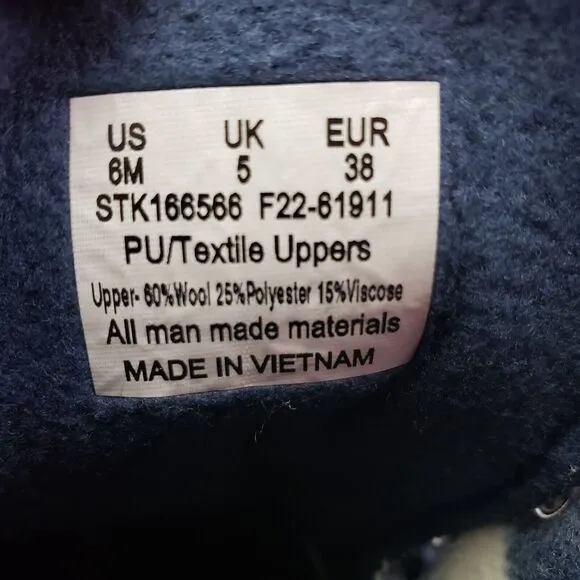 US UK EUR
6M 5 38
STK166566 F22-61911
PU/Textile Uppers
Upper- 60%Wool 25%Polyester 15%Viscose
All man made materials
MADE IN VIETNAM